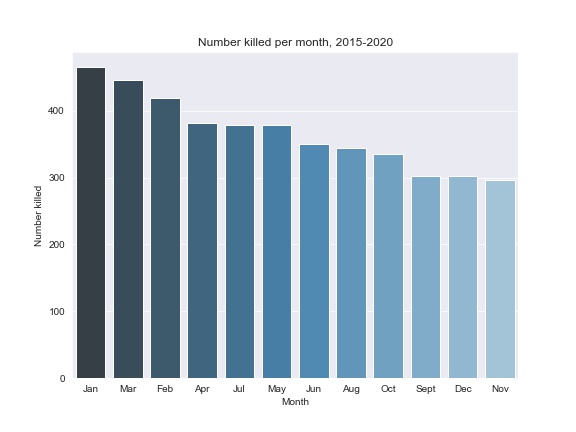 Number killed per month, 2015-2020
Number killed
400
300
200
100
0
Jan Mar Feb Apr Jul May Jun Aug Oct Sept Dec Nov
Month